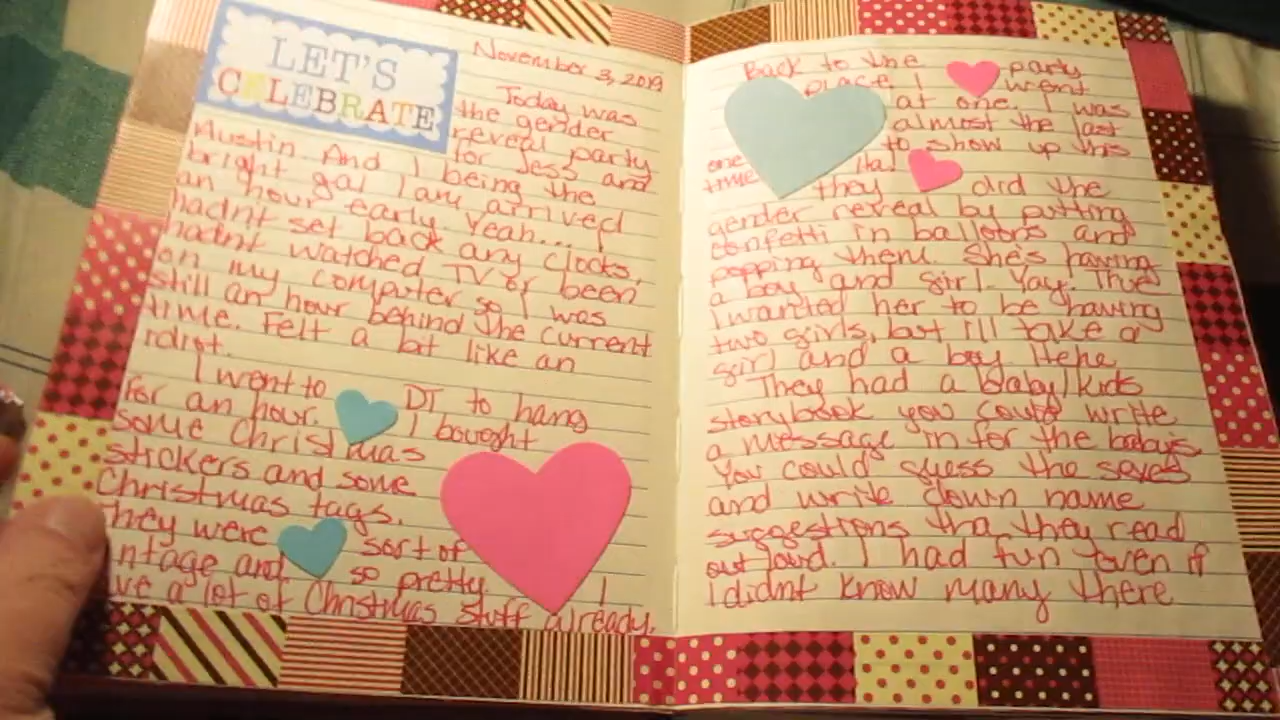 LET'S
CELEBRATE
November 3, 2019
Today was
the gender
reveal party
for Jess and
Austin. And I being the
bright gal I am arrived
an hour early. Yeah...
hadnt set back any clocks,
hadnt watched TV or been
on my computer so I was
still an hour behind the current
time. Felt a bit like an
idiot.
I went to DT to hang
for an hour. I bought
some Christmas
stickers and some
Christmas tags.
They were sort of
ntage and so pretty. I
ve a lot of Christmas stuff already.
Back to the party
place. I went
at one. I was
almost the last
one to show up this
time Ha!
They did the
gender reveal by putting
confetti in balloons and
popping them. She's having
a boy and girl. Yay. Tho
I wanted her to be having
two girls, but I'll take a
girl and a boy Hehe
They had a baby/kids
storybook you could write
a message in for the babys.
You could guess the sexes
and write down name
suggestions tha they read
out loud. I had fun even if
I didnt know many there